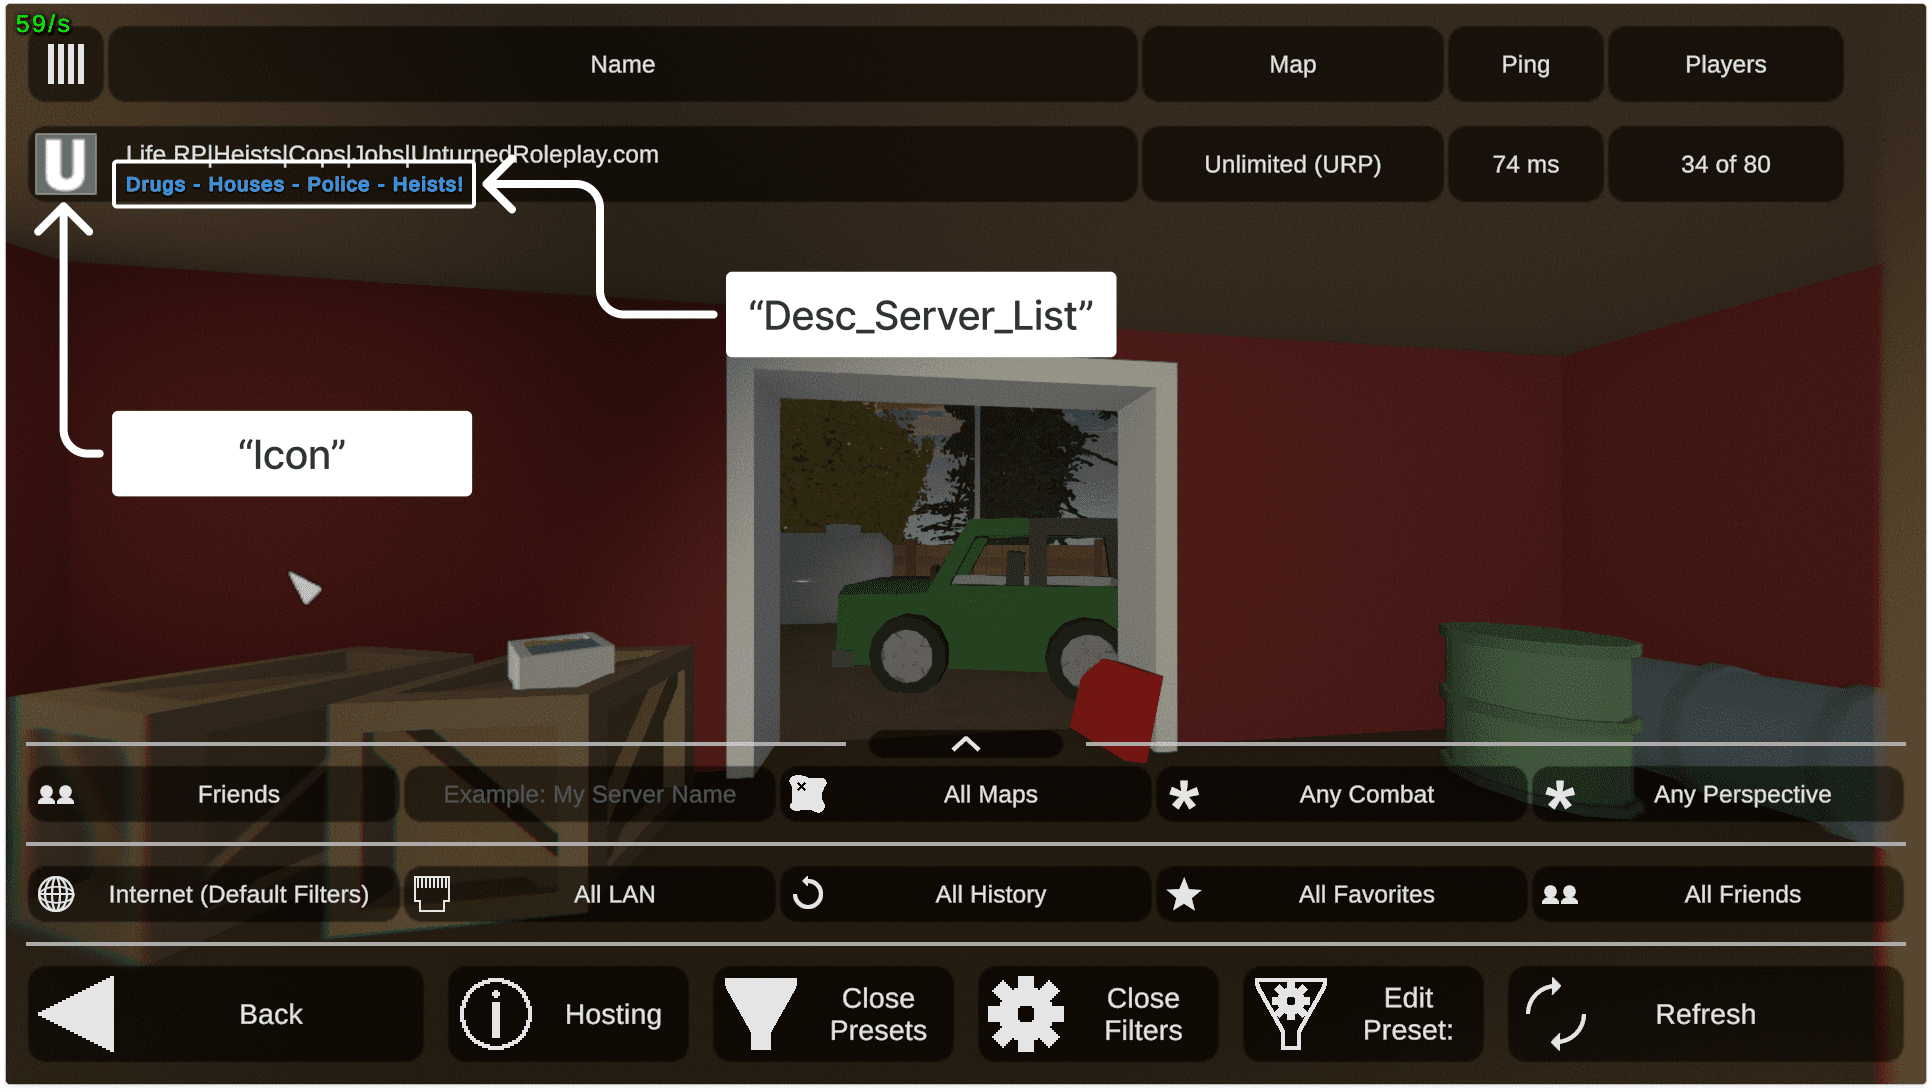 59/s
Name
Map
Ping
Players
U
Life RP|Heists|Cops|Jobs|UnturnedRoleplay.com
Unlimited (URP)
74 ms
34 of 80
Drugs - Houses - Police - Heists!
“Desc_Server_List”
“Icon”
Friends
Example: My Server Name
All Maps
Any Combat
Any Perspective
Internet (Default Filters)
All LAN
All History
All Favorites
All Friends
Back
Hosting
Close
Presets
Close
Filters
Edit
Preset:
Refresh